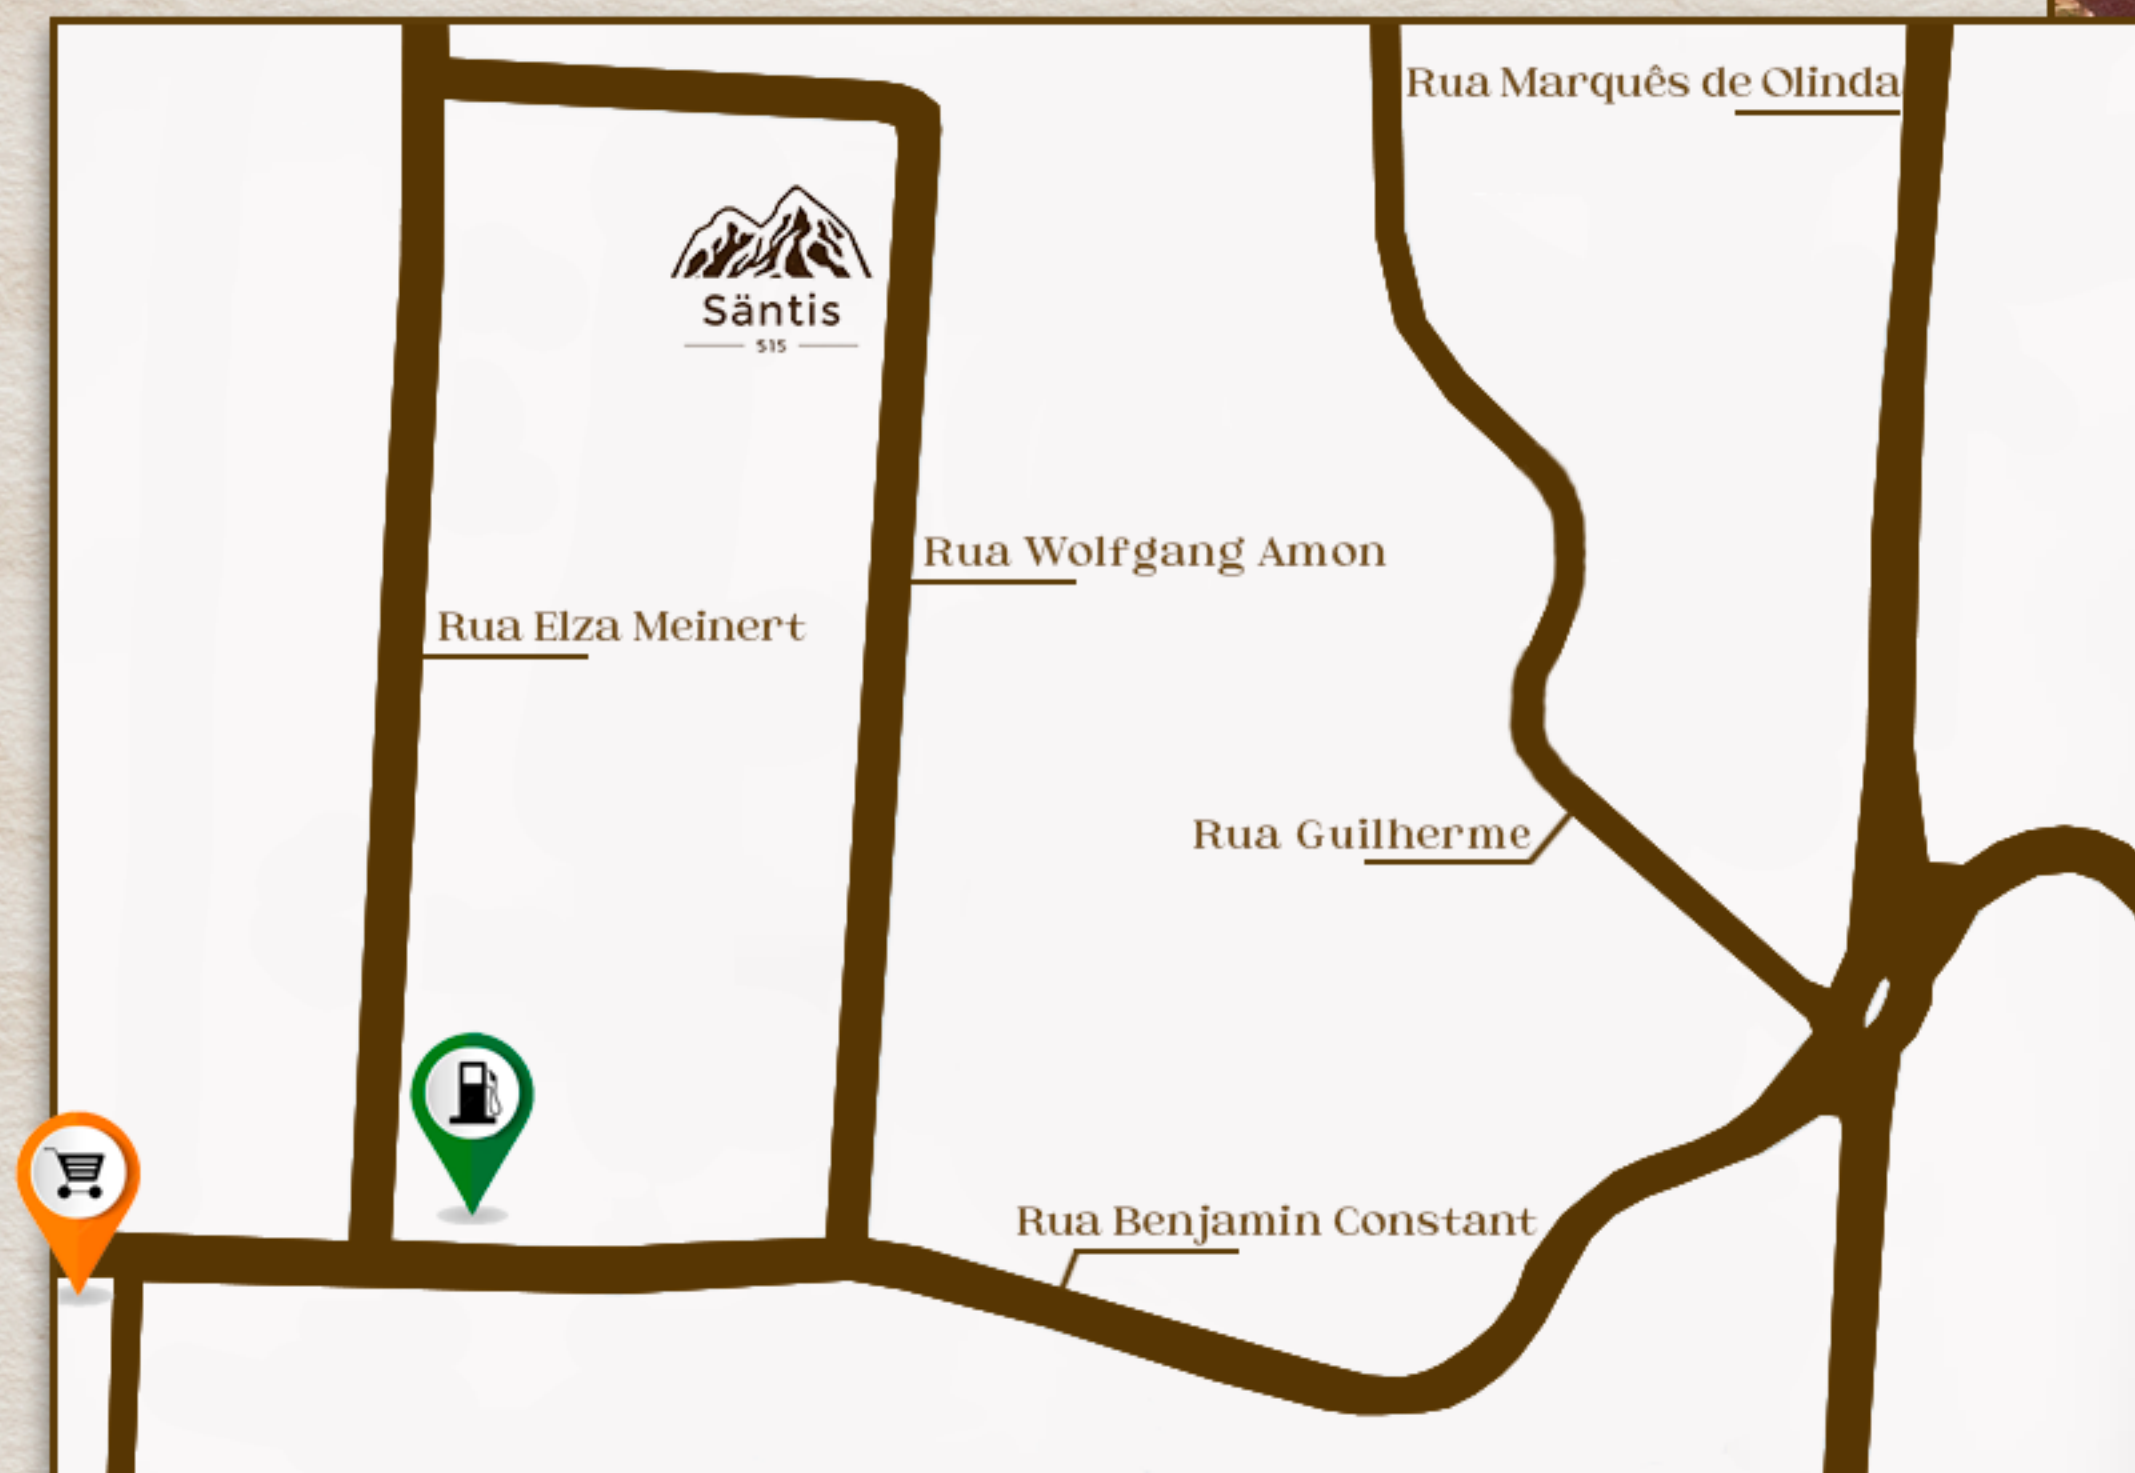 Rua Marquês de Olinda
Säntis
515
Rua Wolfgang Amon
Rua Elza Meinert
Rua Guilherme
Rua Benjamin Constant